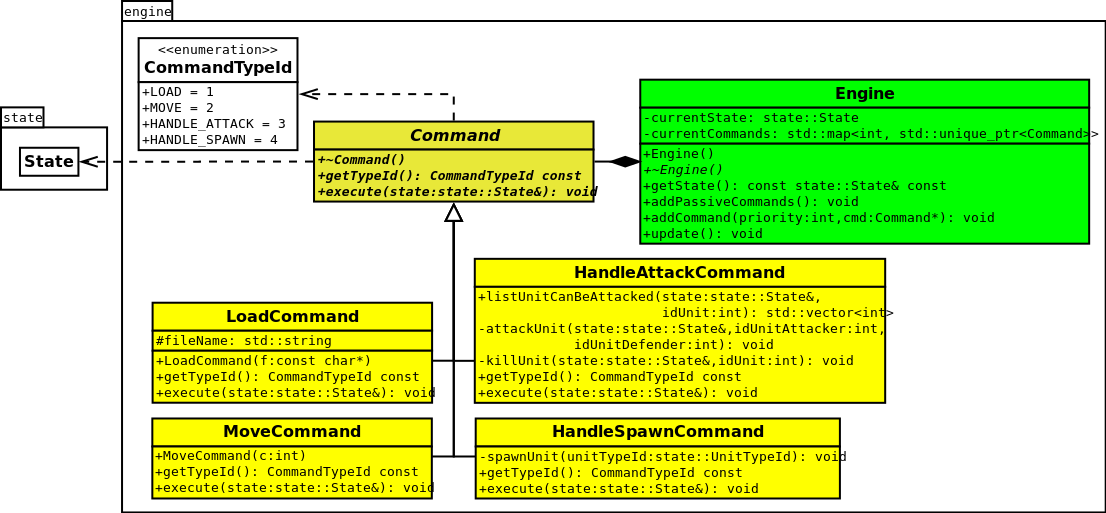 engine
<<enumeration>>
CommandTypeId
+LOAD = 1
+MOVE = 2
+HANDLE_ATTACK = 3
+HANDLE_SPAWN = 4
state
State
Command
+~Command()
+getTypeId(): CommandTypeId const
+execute(state:state::State&): void
Engine
-currentState: state::State
-currentCommands: std::map<int, std::unique_ptr<Command>>
+Engine()
+~Engine()
+getState(): const state::State& const
+addPassiveCommands(): void
+addCommand(priority:int,cmd:Command*): void
+update(): void
HandleAttackCommand
+listUnitCanBeAttacked(state:state::State&,
idUnit:int): std::vector<int>
-attackUnit(state:state::State&,idUnitAttacker:int,
idUnitDefender:int): void
-killUnit(state:state::State&,idUnit:int): void
+getTypeId(): CommandTypeId const
+execute(state:state::State&): void
LoadCommand
#fileName: std::string
+LoadCommand(f:const char*)
+getTypeId(): CommandTypeId const
+execute(state:state::State&): void
MoveCommand
+MoveCommand(c:int)
+getTypeId(): CommandTypeId const
+execute(state:state::State&): void
HandleSpawnCommand
-spawnUnit(unitTypeId:state::UnitTypeId): void
+getTypeId(): CommandTypeId const
+execute(state:state::State&): void